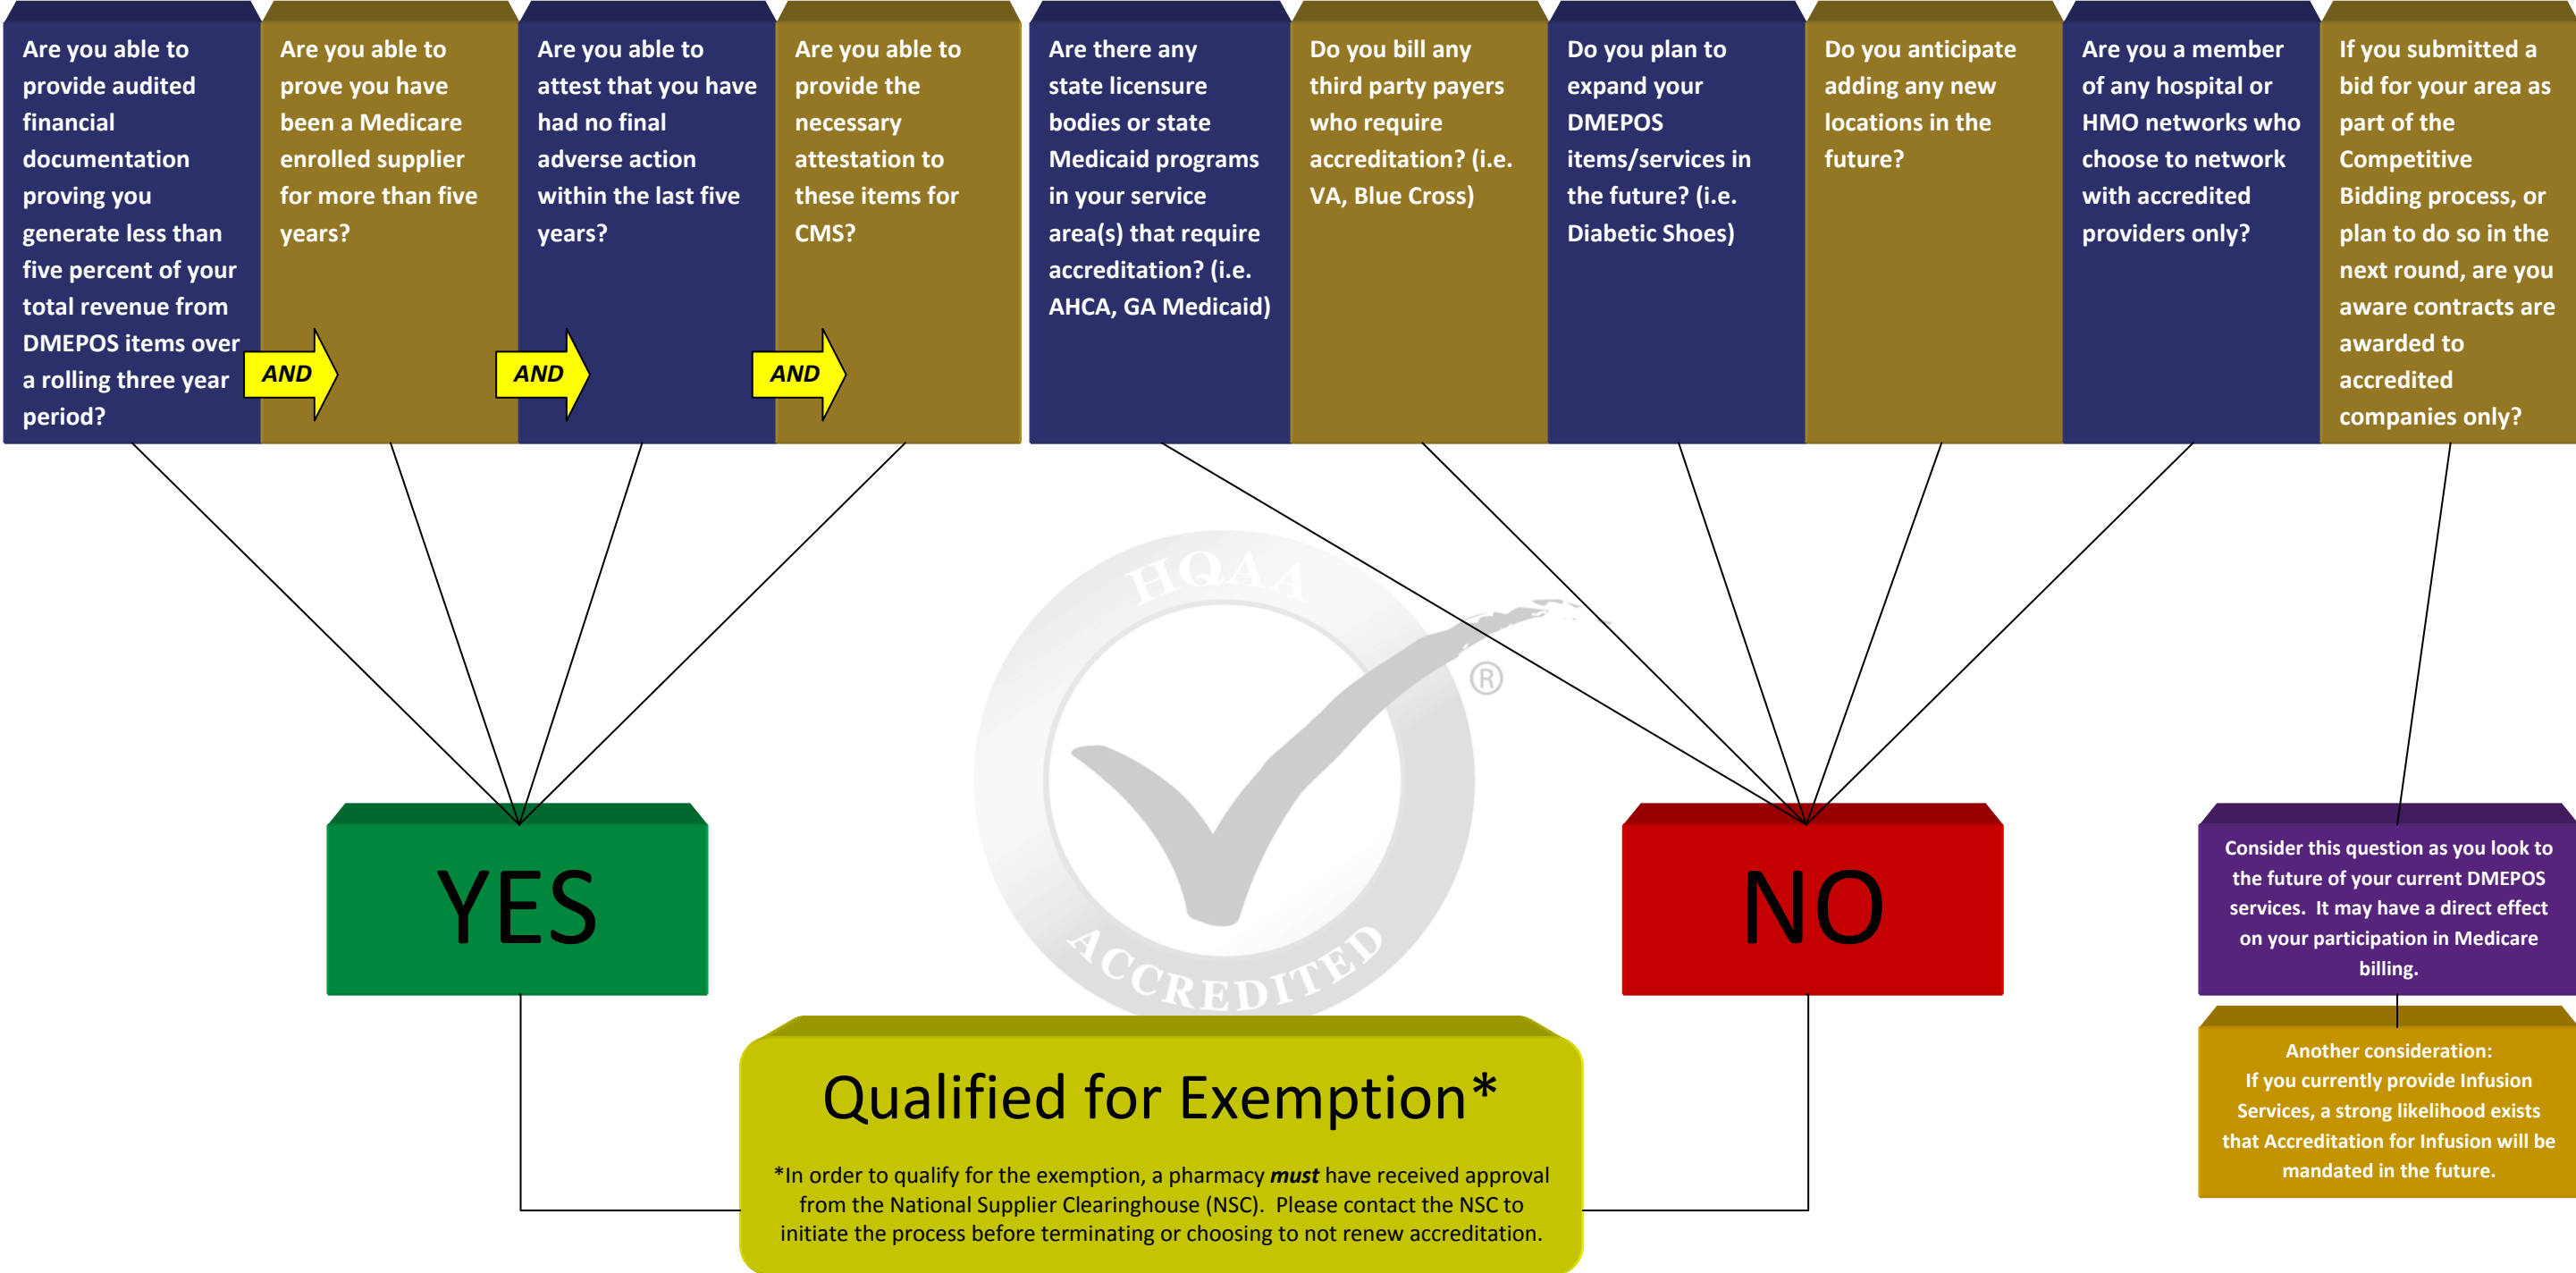 Are you able to
provide audited
financial
documentation
proving you
generate less than
five percent of your
total revenue from
DMEPOS items over
a rolling three year
period?
AND
Are you able to
prove you have
been a Medicare
enrolled supplier
for more than five
years?
AND
Are you able to
attest that you have
had no final
adverse action
within the last five
years?
AND
Are you able to
provide the
necessary
attestation to
these items for
CMS?
Are there any
state licensure
bodies or state
Medicaid programs
in your service
area(s) that require
accreditation? (i.e.
AHCA, GA Medicaid)
Do you bill any
third party payers
who require
accreditation? (i.e.
VA, Blue Cross)
Do you plan to
expand your
DMEPOS
items/services in
the future? (i.e.
Diabetic Shoes)
Do you anticipate
adding any new
locations in the
future?
Are you a member
of any hospital or
HMO networks who
choose to network
with accredited
providers only?
If you submitted a
bid for your area as
part of the
Competitive
Bidding process, or
plan to do so in the
next round, are you
aware contracts are
awarded to
accredited
companies only?
HQAA
®
ACCREDITED
YES
NO
Consider this question as you look to
the future of your current DMEPOS
services. It may have a direct effect
on your participation in Medicare
billing.
Another consideration:
If you currently provide Infusion
Services, a strong likelihood exists
that Accreditation for Infusion will be
mandated in the future.
Qualified for Exemption*
*In order to qualify for the exemption, a pharmacy must have received approval
from the National Supplier Clearinghouse (NSC). Please contact the NSC to
initiate the process before terminating or choosing to not renew accreditation.